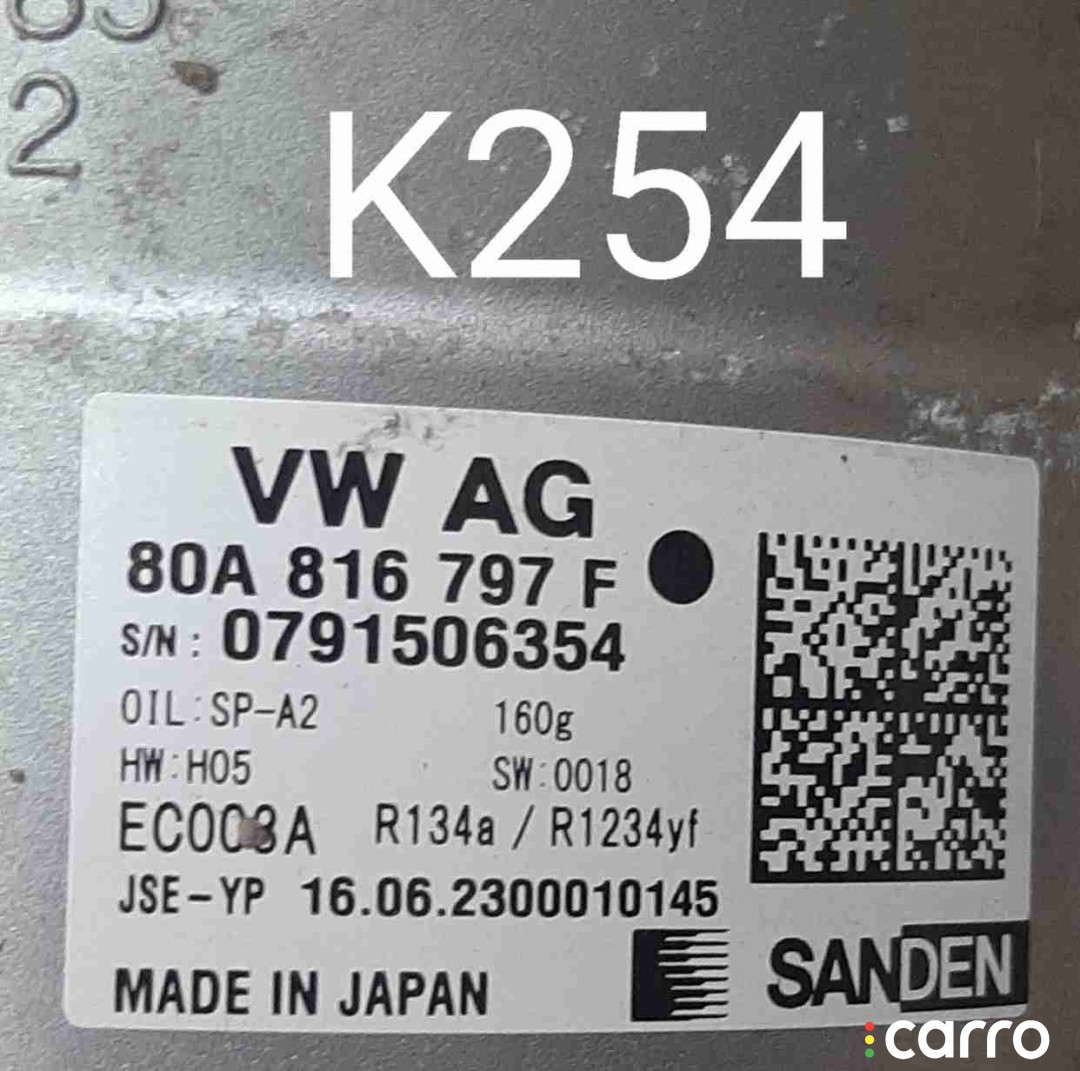 2
K254
VW AG
80A 816 797 F
S/N: 0791506354
OIL:SP-A2 160g
HW:H05 SW:0018
EC003A R134a / R1234yf
JSE-YP 16.06.2300010145
MADE IN JAPAN SANDEN
carro